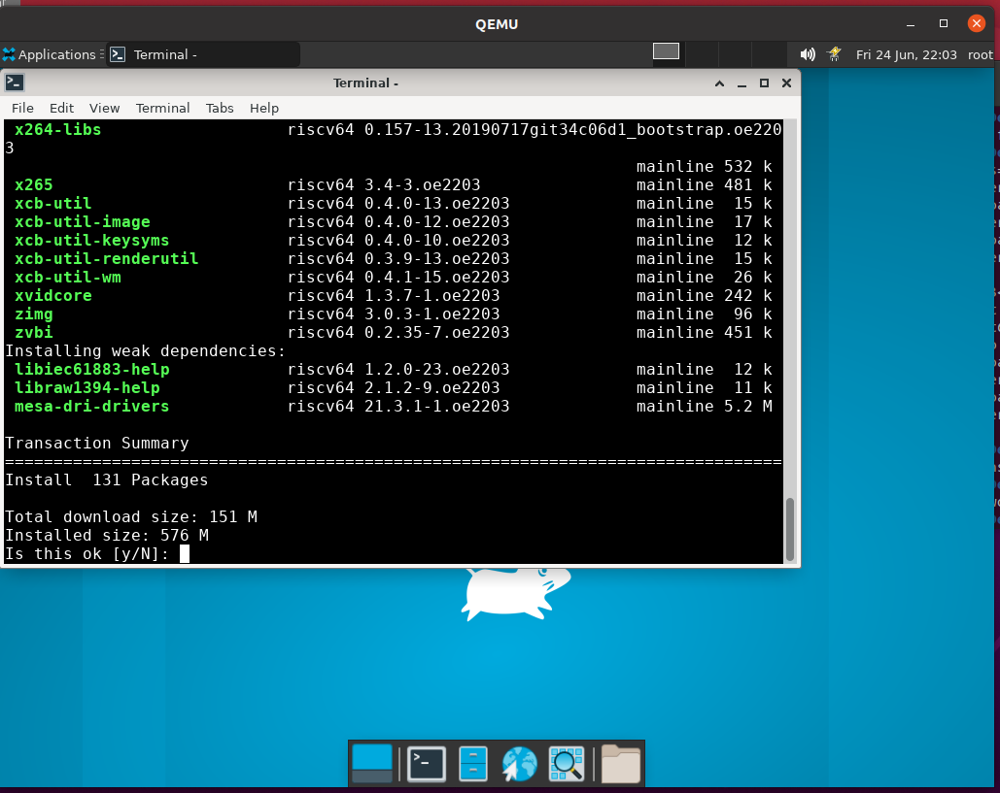 QEMU
Applications Terminal - Fri 24 Jun, 22:03 root
Terminal -
File Edit View Terminal Tabs Help
x264-libs riscv64 0.157-13.20190717git34c06d1_bootstrap.oe220
3
mainline 532 k
x265 riscv64 3.4-3.oe2203 mainline 481 k
xcb-util riscv64 0.4.0-13.oe2203 mainline 15 k
xcb-util-image riscv64 0.4.0-12.oe2203 mainline 17 k
xcb-util-keysyms riscv64 0.4.0-10.oe2203 mainline 12 k
xcb-util-renderutil riscv64 0.3.9-13.oe2203 mainline 15 k
xcb-util-wm riscv64 0.4.1-15.oe2203 mainline 26 k
xvidcore riscv64 1.3.7-1.oe2203 mainline 242 k
zimg riscv64 3.0.3-1.oe2203 mainline 96 k
zvbi riscv64 0.2.35-7.oe2203 mainline 451 k
Installing weak dependencies:
libiec61883-help riscv64 1.2.0-23.oe2203 mainline 12 k
libraw1394-help riscv64 2.1.2-9.oe2203 mainline 11 k
mesa-dri-drivers riscv64 21.3.1-1.oe2203 mainline 5.2 M
Transaction Summary
================================================================================
Install 131 Packages
Total download size: 151 M
Installed size: 576 M
Is this ok [y/N]: